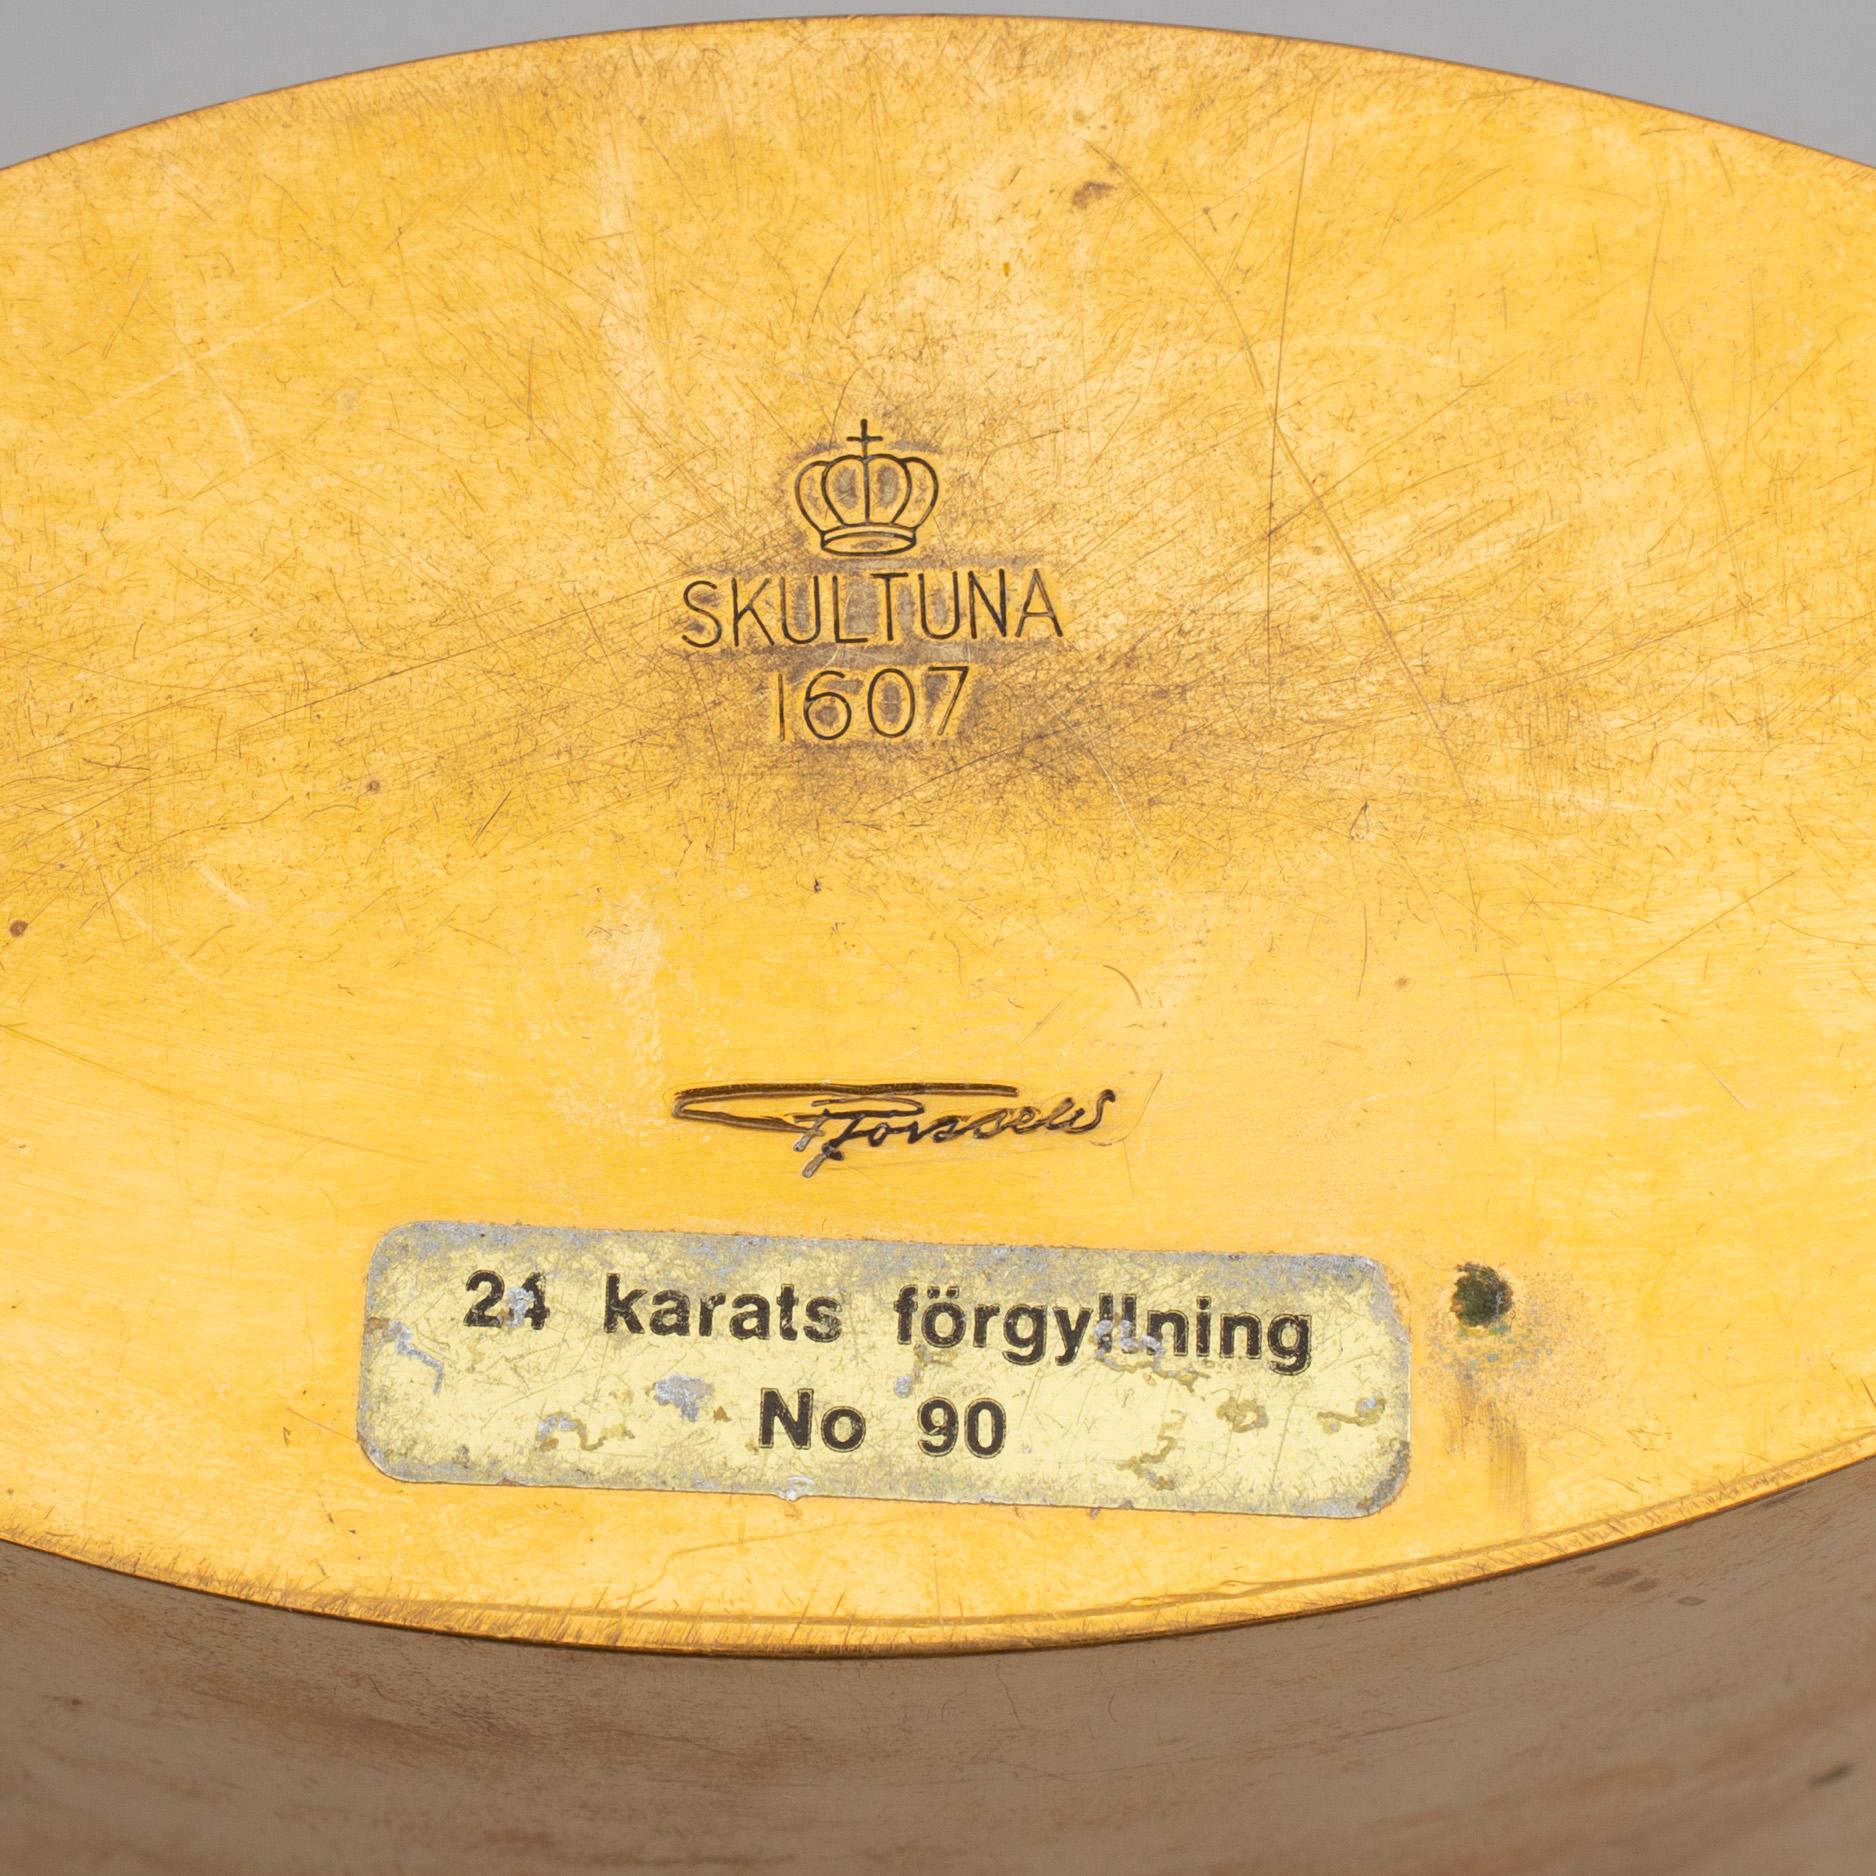 SKULTUNA
1607
24 karats förgyllning
No 90